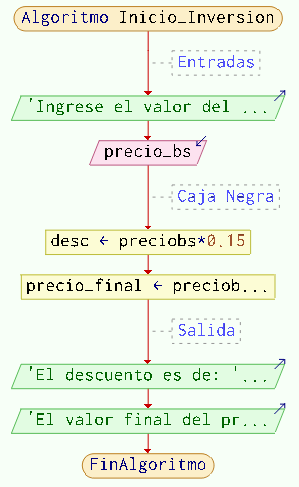 Algoritmo Inicio_Inversion
Entradas
'Ingrese el valor del ...
precio_bs
Caja Negra
desc ← preciobs*0.15
precio_final ← preciob...
Salida
'El descuento es de: '...
'El valor final del pr...
FinAlgoritmo